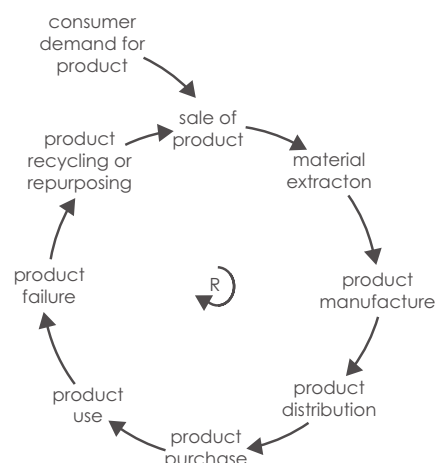 consumer
demand for
product
sale of
product
material
extracton
product
manufacture
product
distribution
product
purchase
product
use
product
failure
product
recycling or
repurposing
R